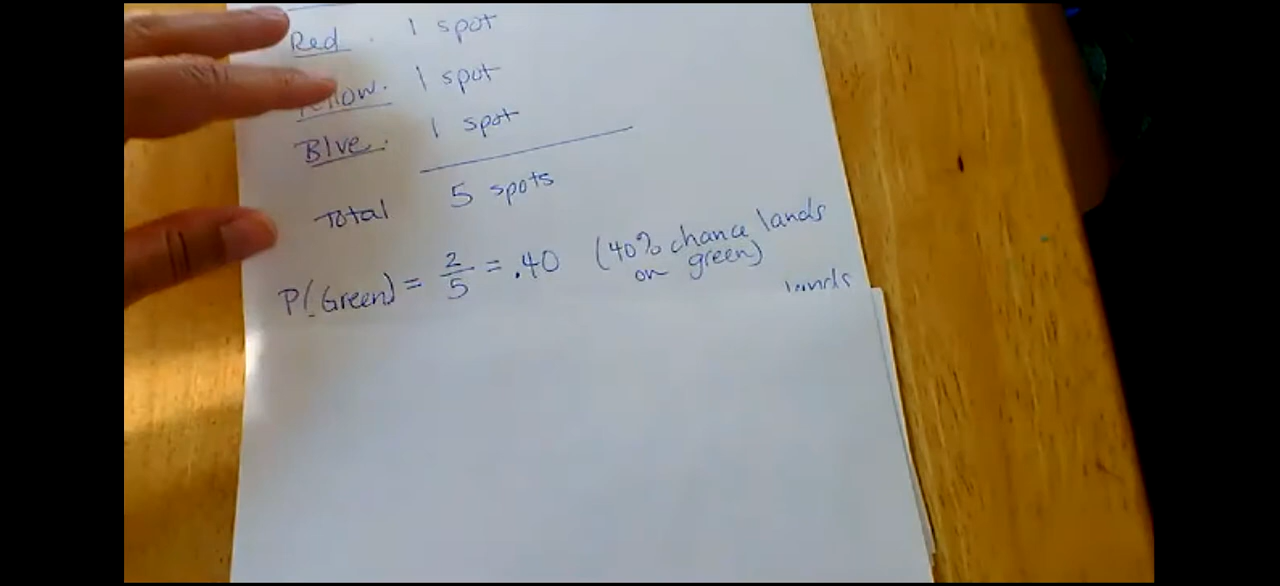 Red. 1 spot
1 spot
Blue. 1 spot
Total 5 spots
P(Green) = 2/5 = .40 (40% chance lands
on green)
lands